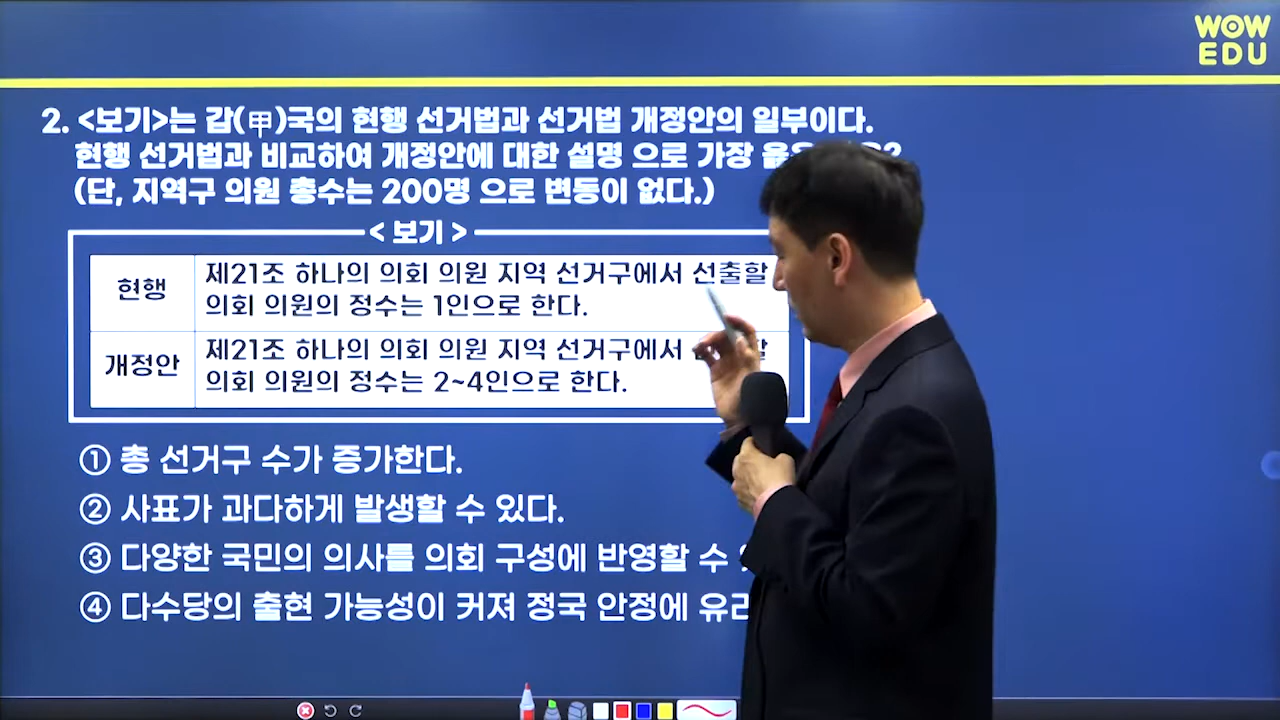 WOW
EDU
2. <보기>는 갑(甲)국의 현행 선거법과 선거법 개정안의 일부이다.
현행 선거법과 비교하여 개정안에 대한 설명 으로 가장
(단, 지역구 의원 총수는 200명 으로 변동이 없다.)
< 보기 >
현행
제21조 하나의 의회 의원 지역 선거구에서 선출할
의회 의원의 정수는 1인으로 한다.
개정안
제21조 하나의 의회 의원 지역 선거구에서
의회 의원의 정수는 2~4인으로 한다.
① 총 선거구 수가 증가한다.
② 사표가 과다하게 발생할 수 있다.
③ 다양한 국민의 의사를 의회 구성에 반영할 수
④ 다수당의 출현 가능성이 커져 정국 안정에